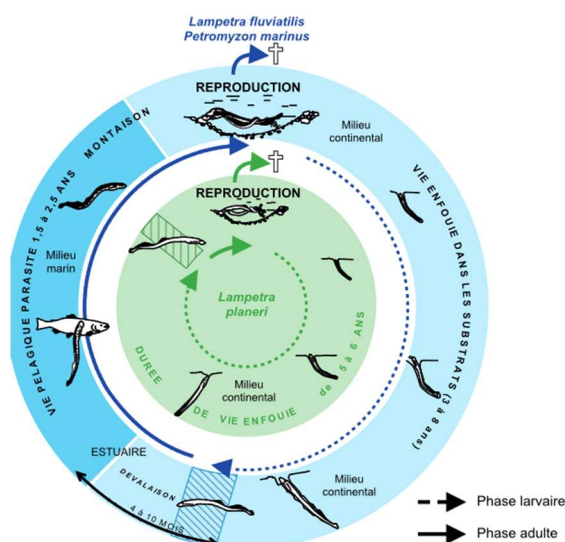 Lampetra fluviatilis
Petromyzon marinus
REPRODUCTION
Milieu
continental
MONTAISON
VIE PELAGIQUE PARASITE 1,5 à 2,5 ANS
Milieu
marin
VIE ENFOUIE DANS LES SUBSTRATS (3 à 8 ans)
REPRODUCTION
Lampetra
planeri
Milieu
continental
DUREE DE VIE ENFOUIE de 5 à 6 ANS
ESTUAIRE
DEVALAISON
4 à 10 MOIS
Milieu
continental
Phase larvaire
Phase adulte